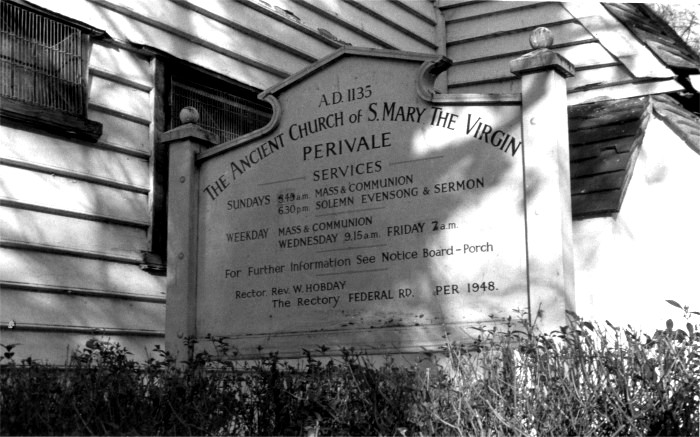 A.D. 1135
THE ANCIENT CHURCH OF S. MARY THE VIRGIN
PERIVALE
SERVICES
SUNDAYS a.m. MASS & COMMUNION
6.30 p.m. SOLEMN EVENSONG & SERMON
WEEKDAY MASS & COMMUNION
WEDNESDAY 9.15 a.m. FRIDAY 7 a.m.
For Further Information See Notice Board - Porch
Rector Rev. W. HOBDAY
The Rectory FEDERAL RD. PER 1948.